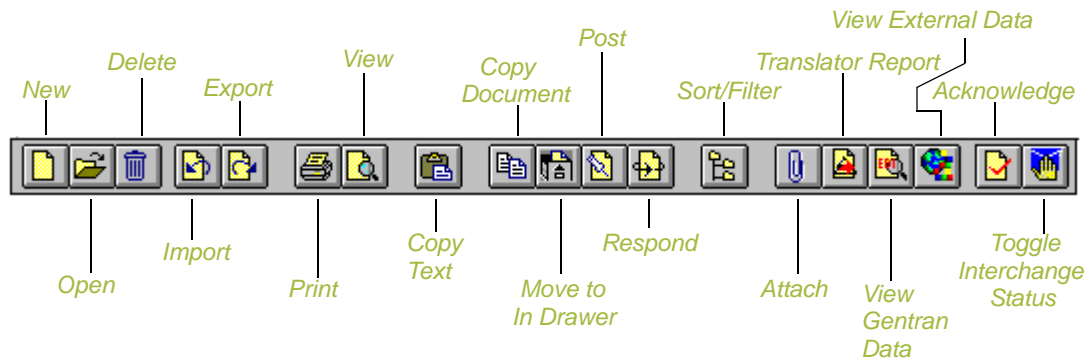 View External Data
Post
Delete
View
Copy
Document
Translator Report
New
Export
Sort/Filter
Acknowledge
Import
Copy
Text
Respond
Toggle
Interchange
Status
Open
Print
Move to
In Drawer
Attach
View
Gentran
Data